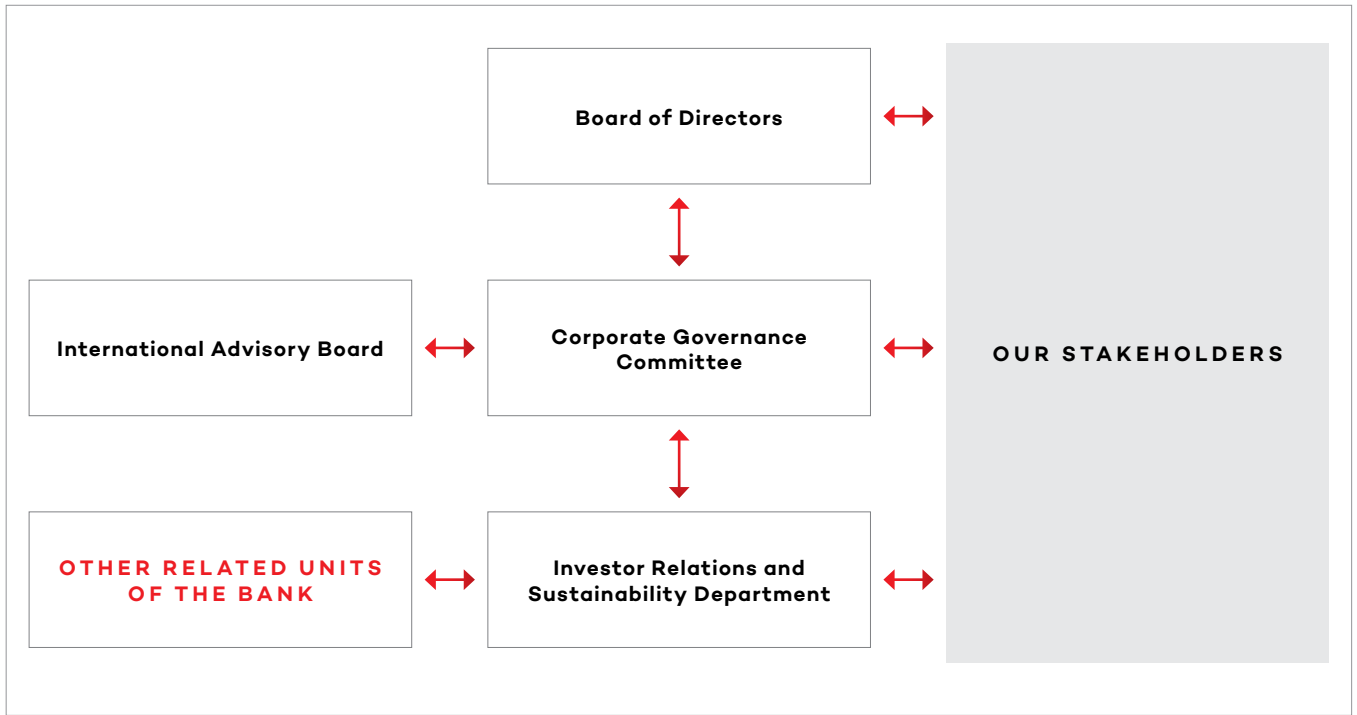 Board of Directors
International Advisory Board
Corporate Governance
Committee
OUR STAKEHOLDERS
OTHER RELATED UNITS
OF THE BANK
Investor Relations and
Sustainability Department